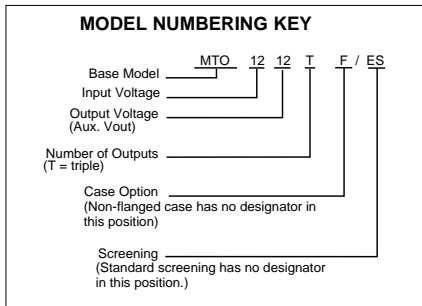 MODEL NUMBERING KEY
MTO 12 12 T F / ES
Base Model
Input Voltage
Output Voltage
(Aux. Vout)
Number of Outputs
(T = triple)
Case Option
(Non-flanged case has no designator in
this position)
Screening
(Standard screening has no designator
in this position.)